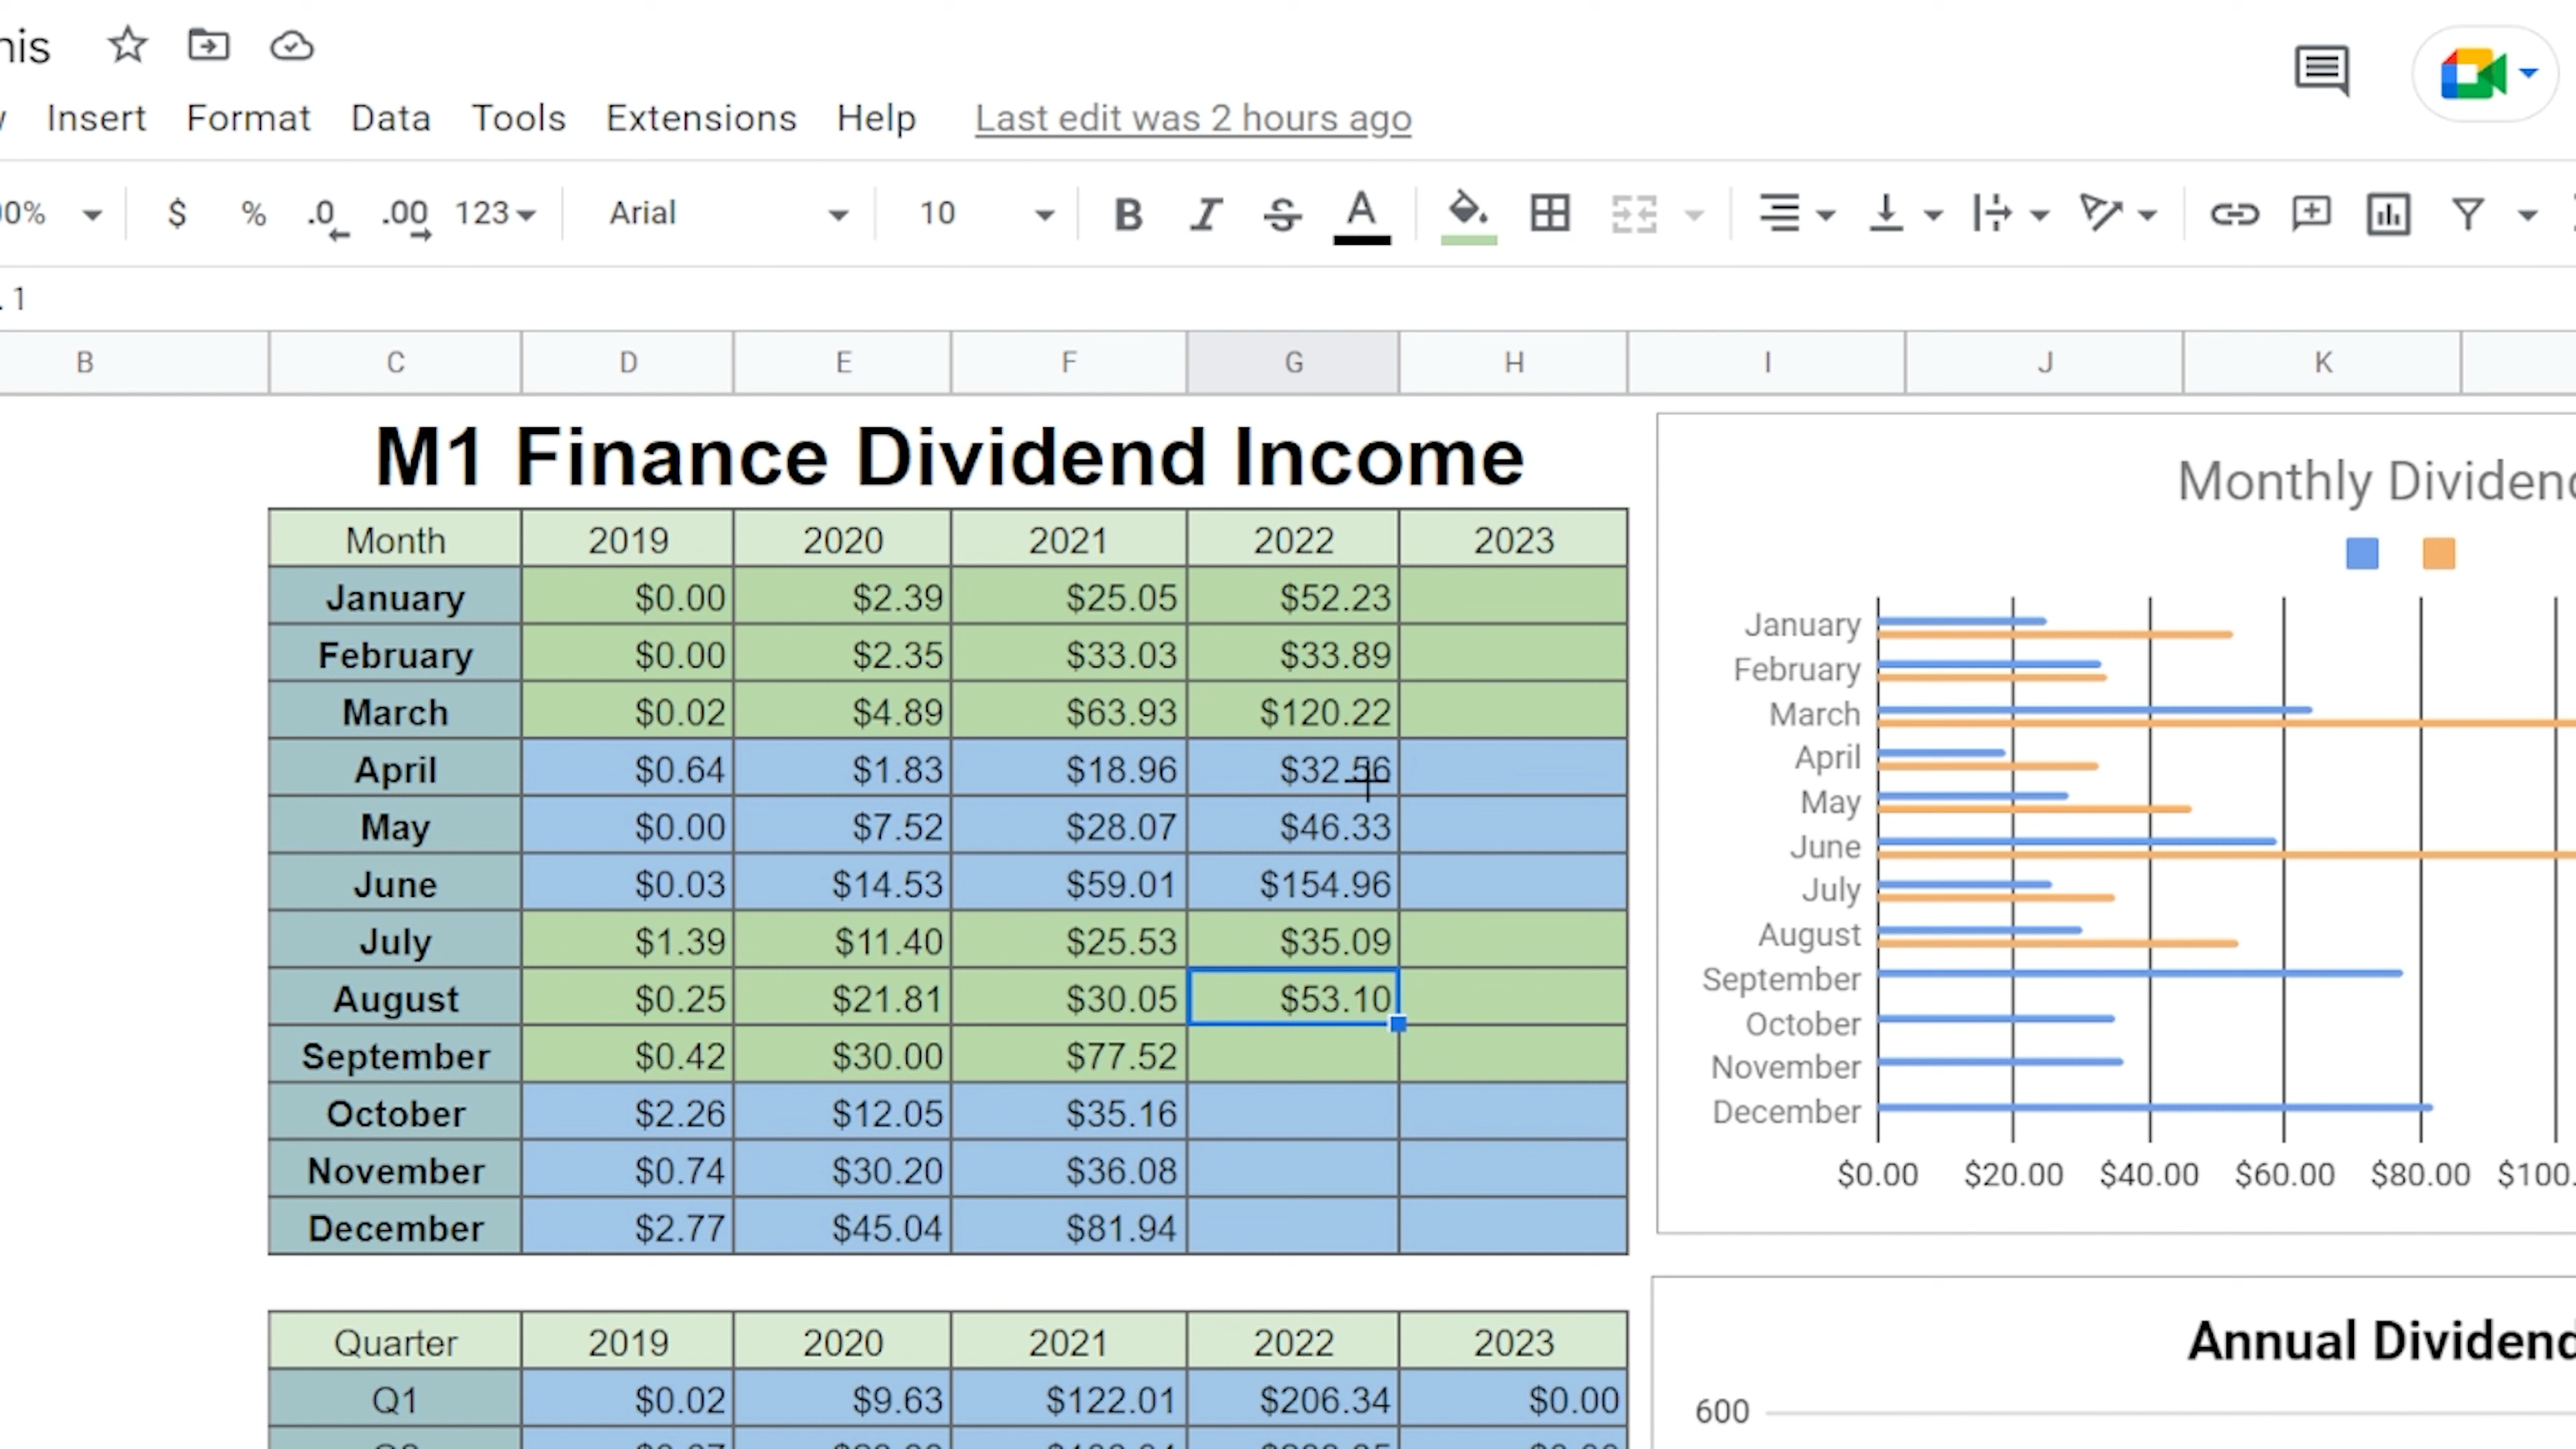 nis
Insert Format Data Tools Extensions Help Last edit was 2 hours ago
0% $ % .0 .00 123 Arial 10 B I S A
.1
B C D E F G H I J K
M1 Finance Dividend Income
Month 2019 2020 2021 2022 2023
January $0.00 $2.39 $25.05 $52.23
February $0.00 $2.35 $33.03 $33.89
March $0.02 $4.89 $63.93 $120.22
April $0.64 $1.83 $18.96 $32.56
May $0.00 $7.52 $28.07 $46.33
June $0.03 $14.53 $59.01 $154.96
July $1.39 $11.40 $25.53 $35.09
August $0.25 $21.81 $30.05 $53.10
September $0.42 $30.00 $77.52
October $2.26 $12.05 $35.16
November $0.74 $30.20 $36.08
December $2.77 $45.04 $81.94
Quarter 2019 2020 2021 2022 2023
Q1 $0.02 $9.63 $122.01 $206.34 $0.00
Monthly Dividend
January
February
March
April
May
June
July
August
September
October
November
December
$0.00 $20.00 $40.00 $60.00 $80.00 $100.
Annual Dividend
600